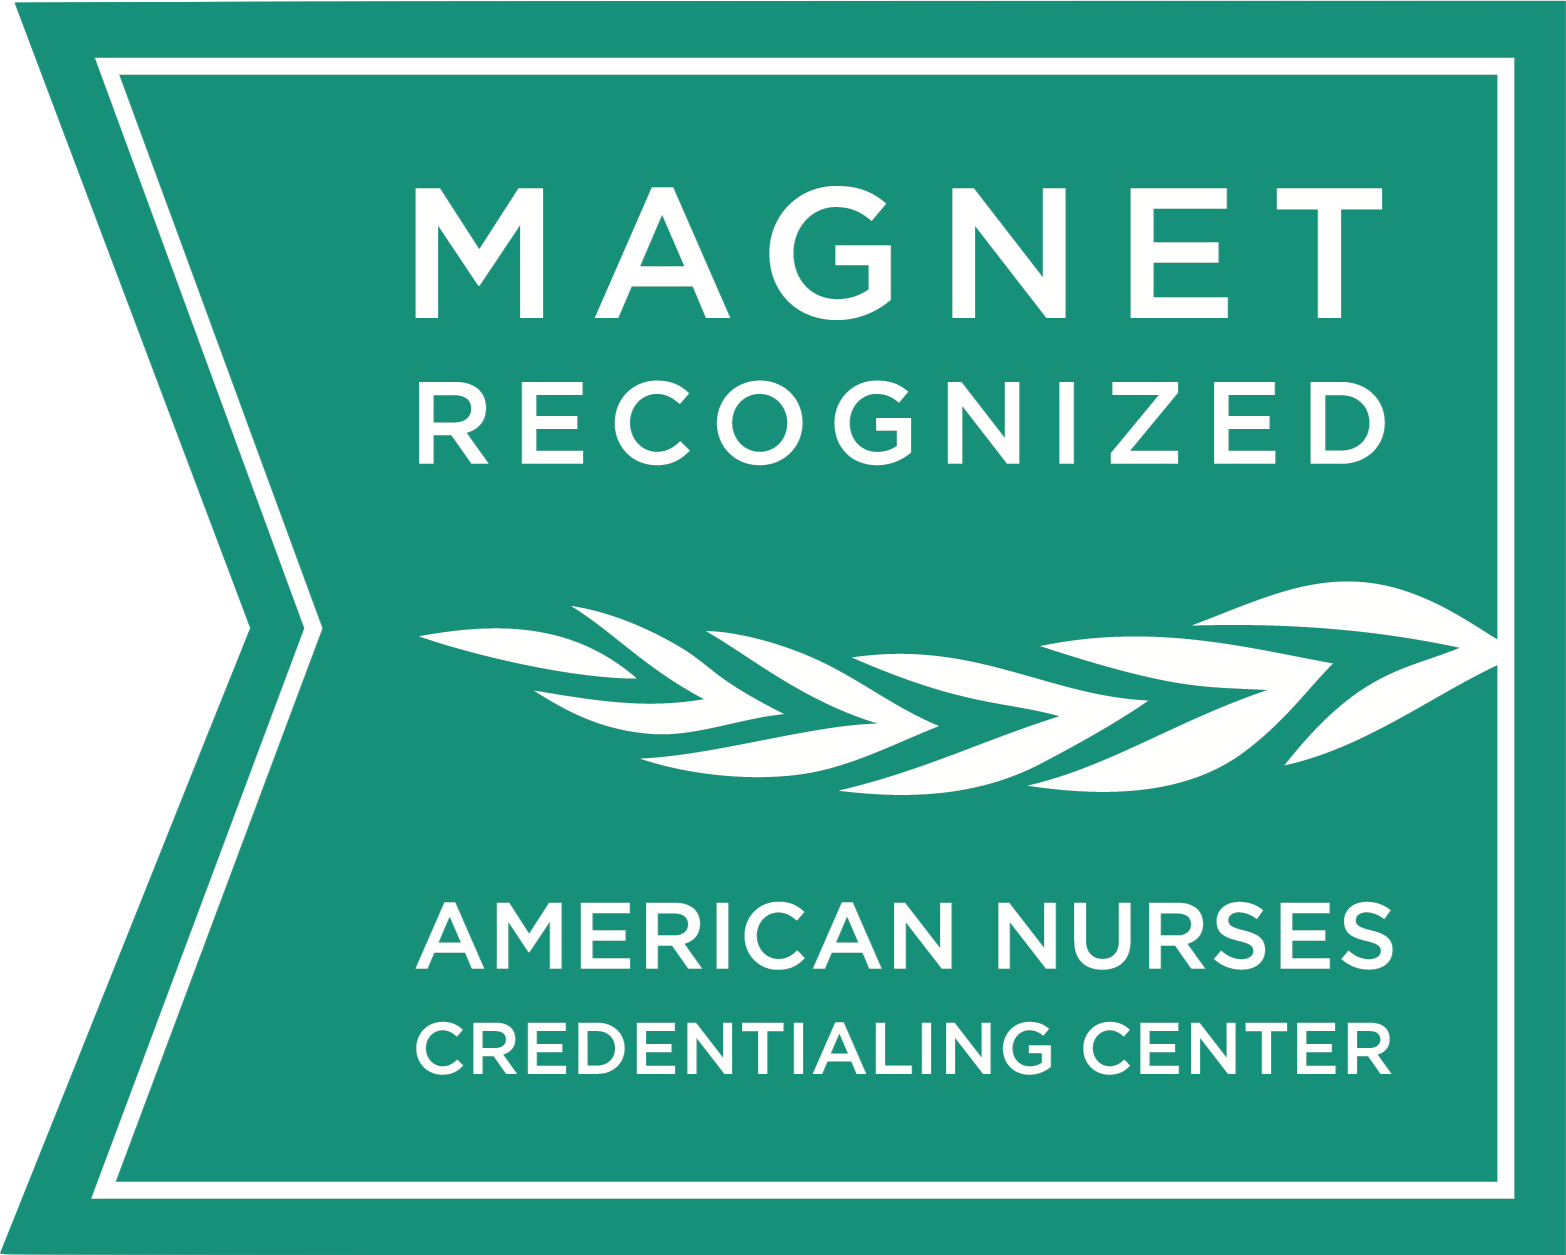 MAGNET
RECOGNIZED
AMERICAN NURSES
CREDENTIALING CENTER